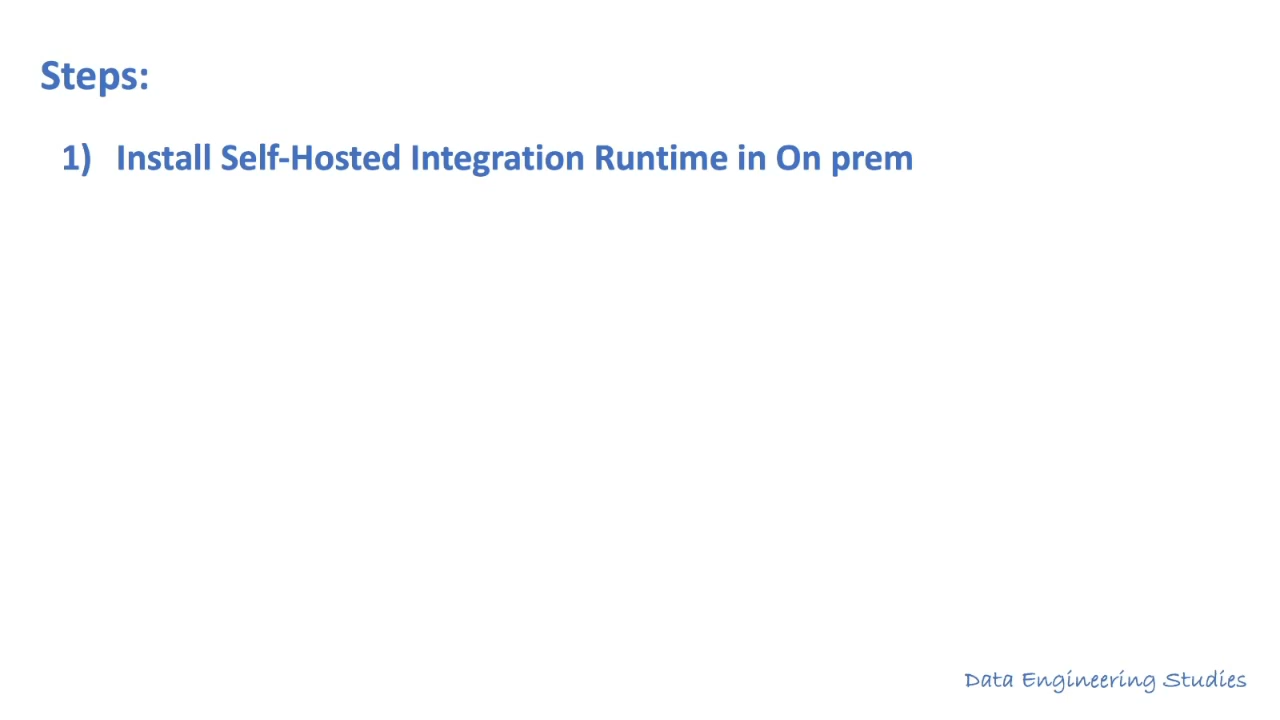 Steps:
1) Install Self-Hosted Integration Runtime in On prem
Data Engineering Studies